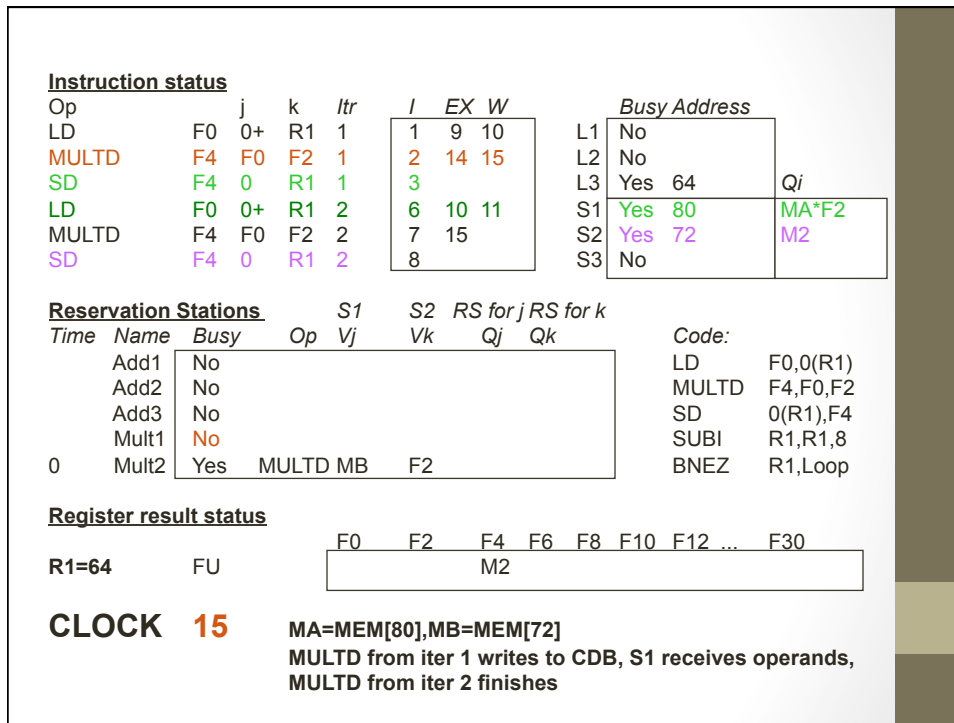 Instruction status
Op j k Itr I EX W Busy Address
LD F0 0+ R1 1 1 9 10 L1 No
MULTD F4 F0 F2 1 2 14 15 L2 No
SD F4 0 R1 1 3 L3 Yes 64 Qi
LD F0 0+ R1 2 6 10 11 S1 Yes 80 MA*F2
MULTD F4 F0 F2 2 7 15 S2 Yes 72 M2
SD F4 0 R1 2 8 S3 No
Reservation Stations S1 S2 RS for j RS for k
Time Name Busy Op Vj Vk Qj Qk Code:
Add1 No LD F0,0(R1)
Add2 No MULTD F4,F0,F2
Add3 No SD 0(R1),F4
Mult1 No SUBI R1,R1,8
0 Mult2 Yes MULTD MB F2 BNEZ R1,Loop
Register result status
F0 F2 F4 F6 F8 F10 F12 ... F30
R1=64 FU M2
CLOCK 15 MA=MEM[80],MB=MEM[72]
MULTD from iter 1 writes to CDB, S1 receives operands,
MULTD from iter 2 finishes